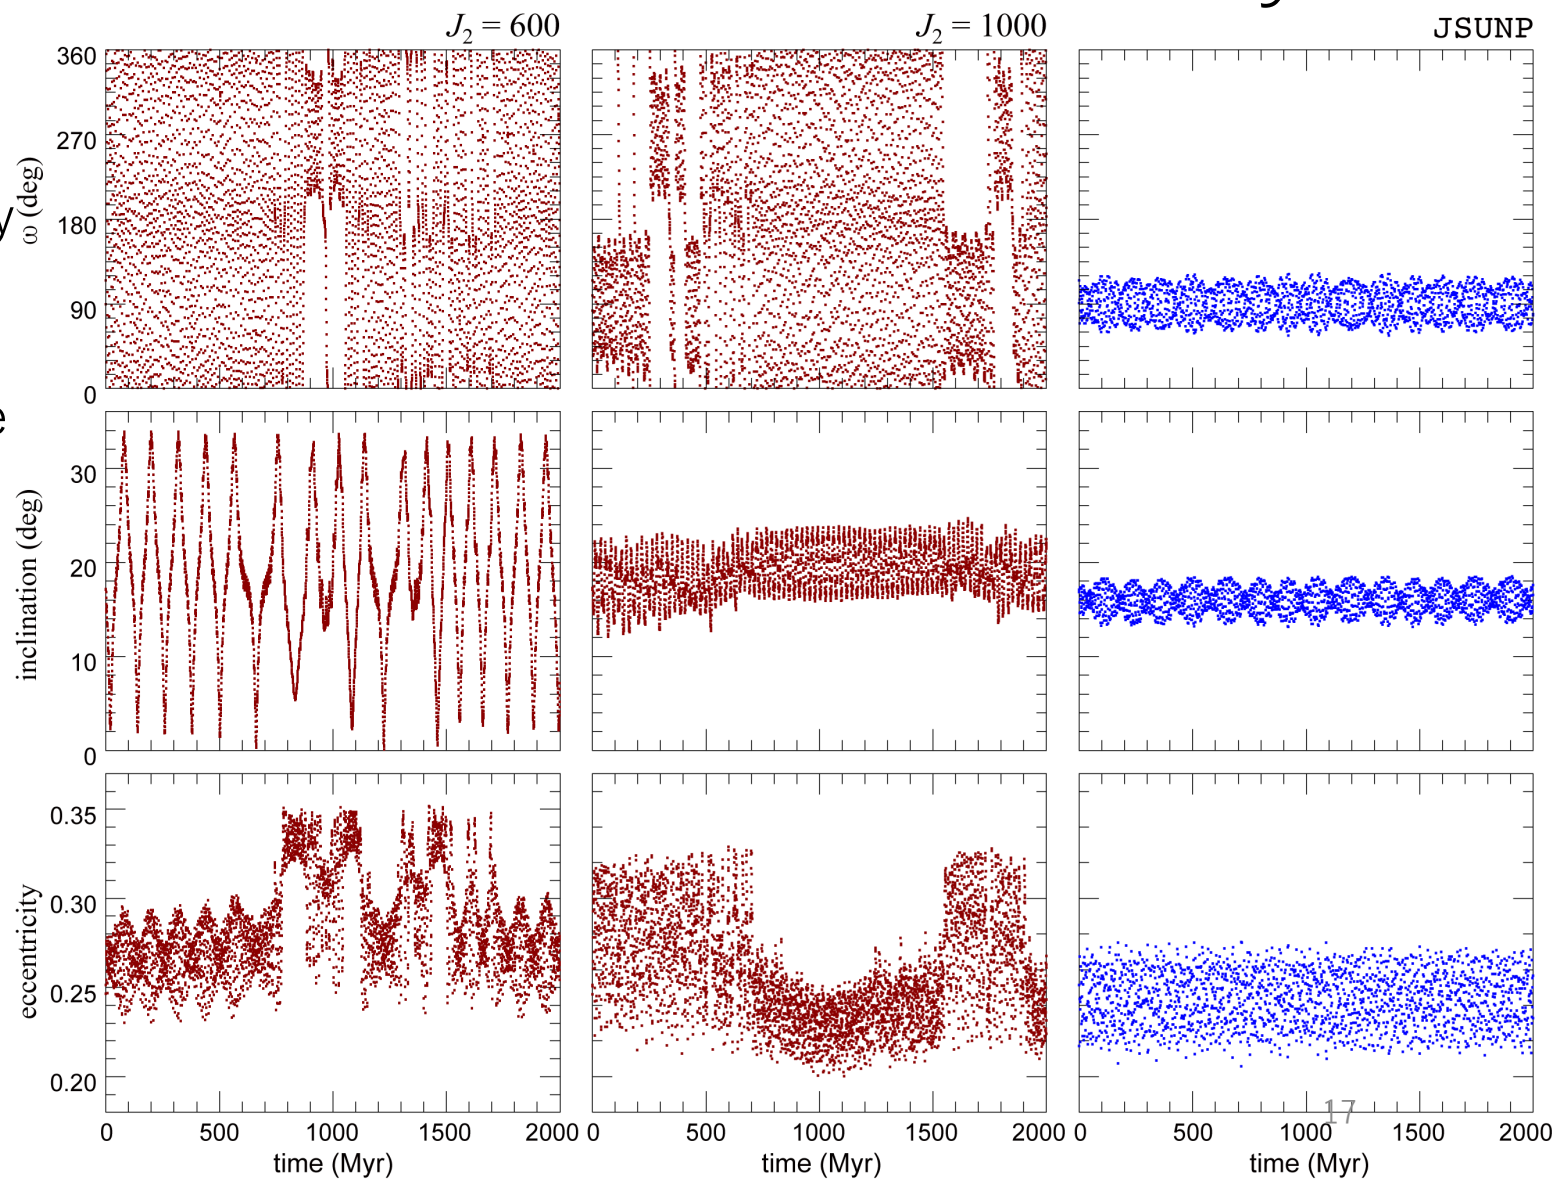 J2 = 600
J2 = 1000
JSUNP
y
e
ω (deg)
360
270
180
90
0
inclination (deg)
30
20
10
0
eccentricity
0.35
0.30
0.25
0.20
0 500 1000 1500 2000
0 500 1000 1500 2000
0 500 1000 1500 2000
time (Myr)
time (Myr)
time (Myr)
17